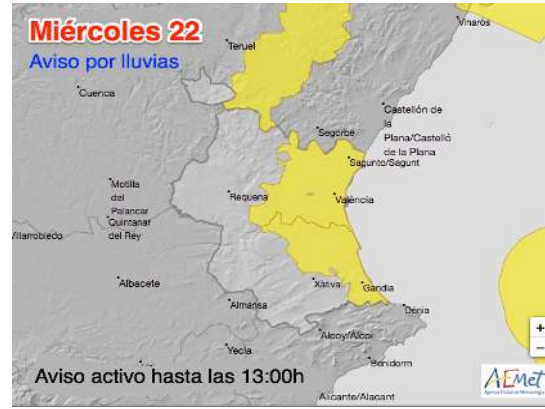 Miércoles 22
Aviso por lluvias
Vinaròs
Teruel
Cuenca
Castellón de
la
Plana/Castelló
de la Plana
Segorbe
Sagunto/Sagunt
Motilla
del
Palancar
Quintanar
del Rey
Requena
València
Villarrobledo
Albacete
Xàtiva
Gandia
Almansa
Dénia
Alcoy/Alcoi
Yecla
Benidorm
Alicante/Alacant
Aviso activo hasta las 13:00h
+
−
AEMet